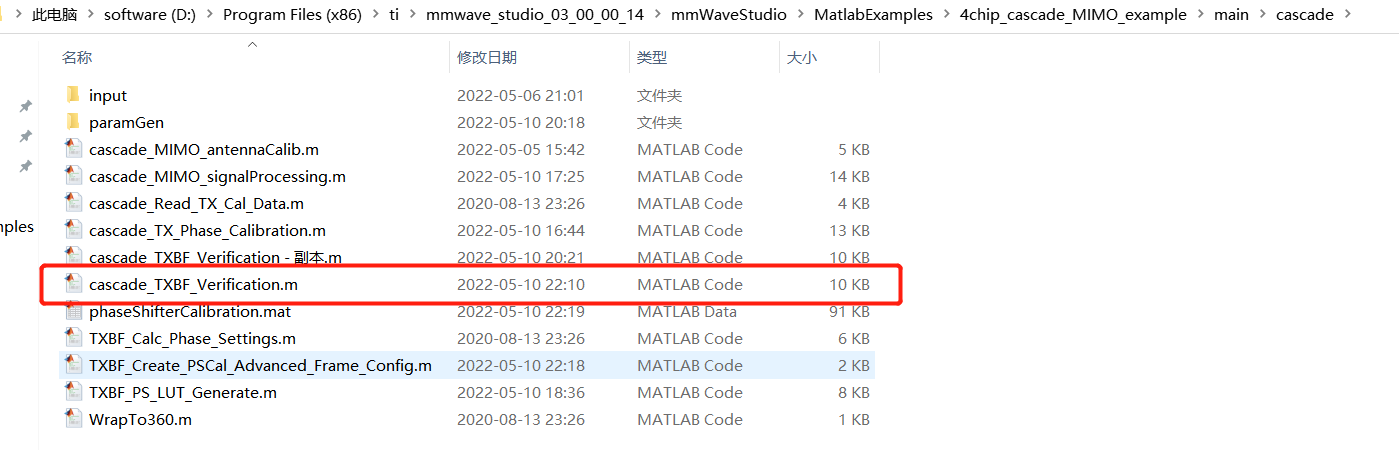 此电脑 > software (D:) > Program Files (x86) > ti > mmwave_studio_03_00_00_14 > mmWaveStudio > MatlabExamples > 4chip_cascade_MIMO_example > main > cascade >
名称 修改日期 类型 大小
input 2022-05-06 21:01 文件夹
paramGen 2022-05-10 20:18 文件夹
cascade_MIMO_antennaCalib.m 2022-05-05 15:42 MATLAB Code 5 KB
cascade_MIMO_signalProcessing.m 2022-05-10 17:25 MATLAB Code 14 KB
cascade_Read_TX_Cal_Data.m 2020-08-13 23:26 MATLAB Code 4 KB
mples cascade_TX_Phase_Calibration.m 2022-05-10 16:44 MATLAB Code 13 KB
cascade_TXBF_Verification - 副本.m 2022-05-10 20:21 MATLAB Code 10 KB
cascade_TXBF_Verification.m 2022-05-10 22:10 MATLAB Code 10 KB
phaseShifterCalibration.mat 2022-05-10 22:19 MATLAB Data 91 KB
TXBF_Calc_Phase_Settings.m 2020-08-13 23:26 MATLAB Code 6 KB
TXBF_Create_PSCal_Advanced_Frame_Config.m 2022-05-10 22:18 MATLAB Code 2 KB
TXBF_PS_LUT_Generate.m 2022-05-10 18:36 MATLAB Code 8 KB
WrapTo360.m 2020-08-13 23:26 MATLAB Code 1 KB